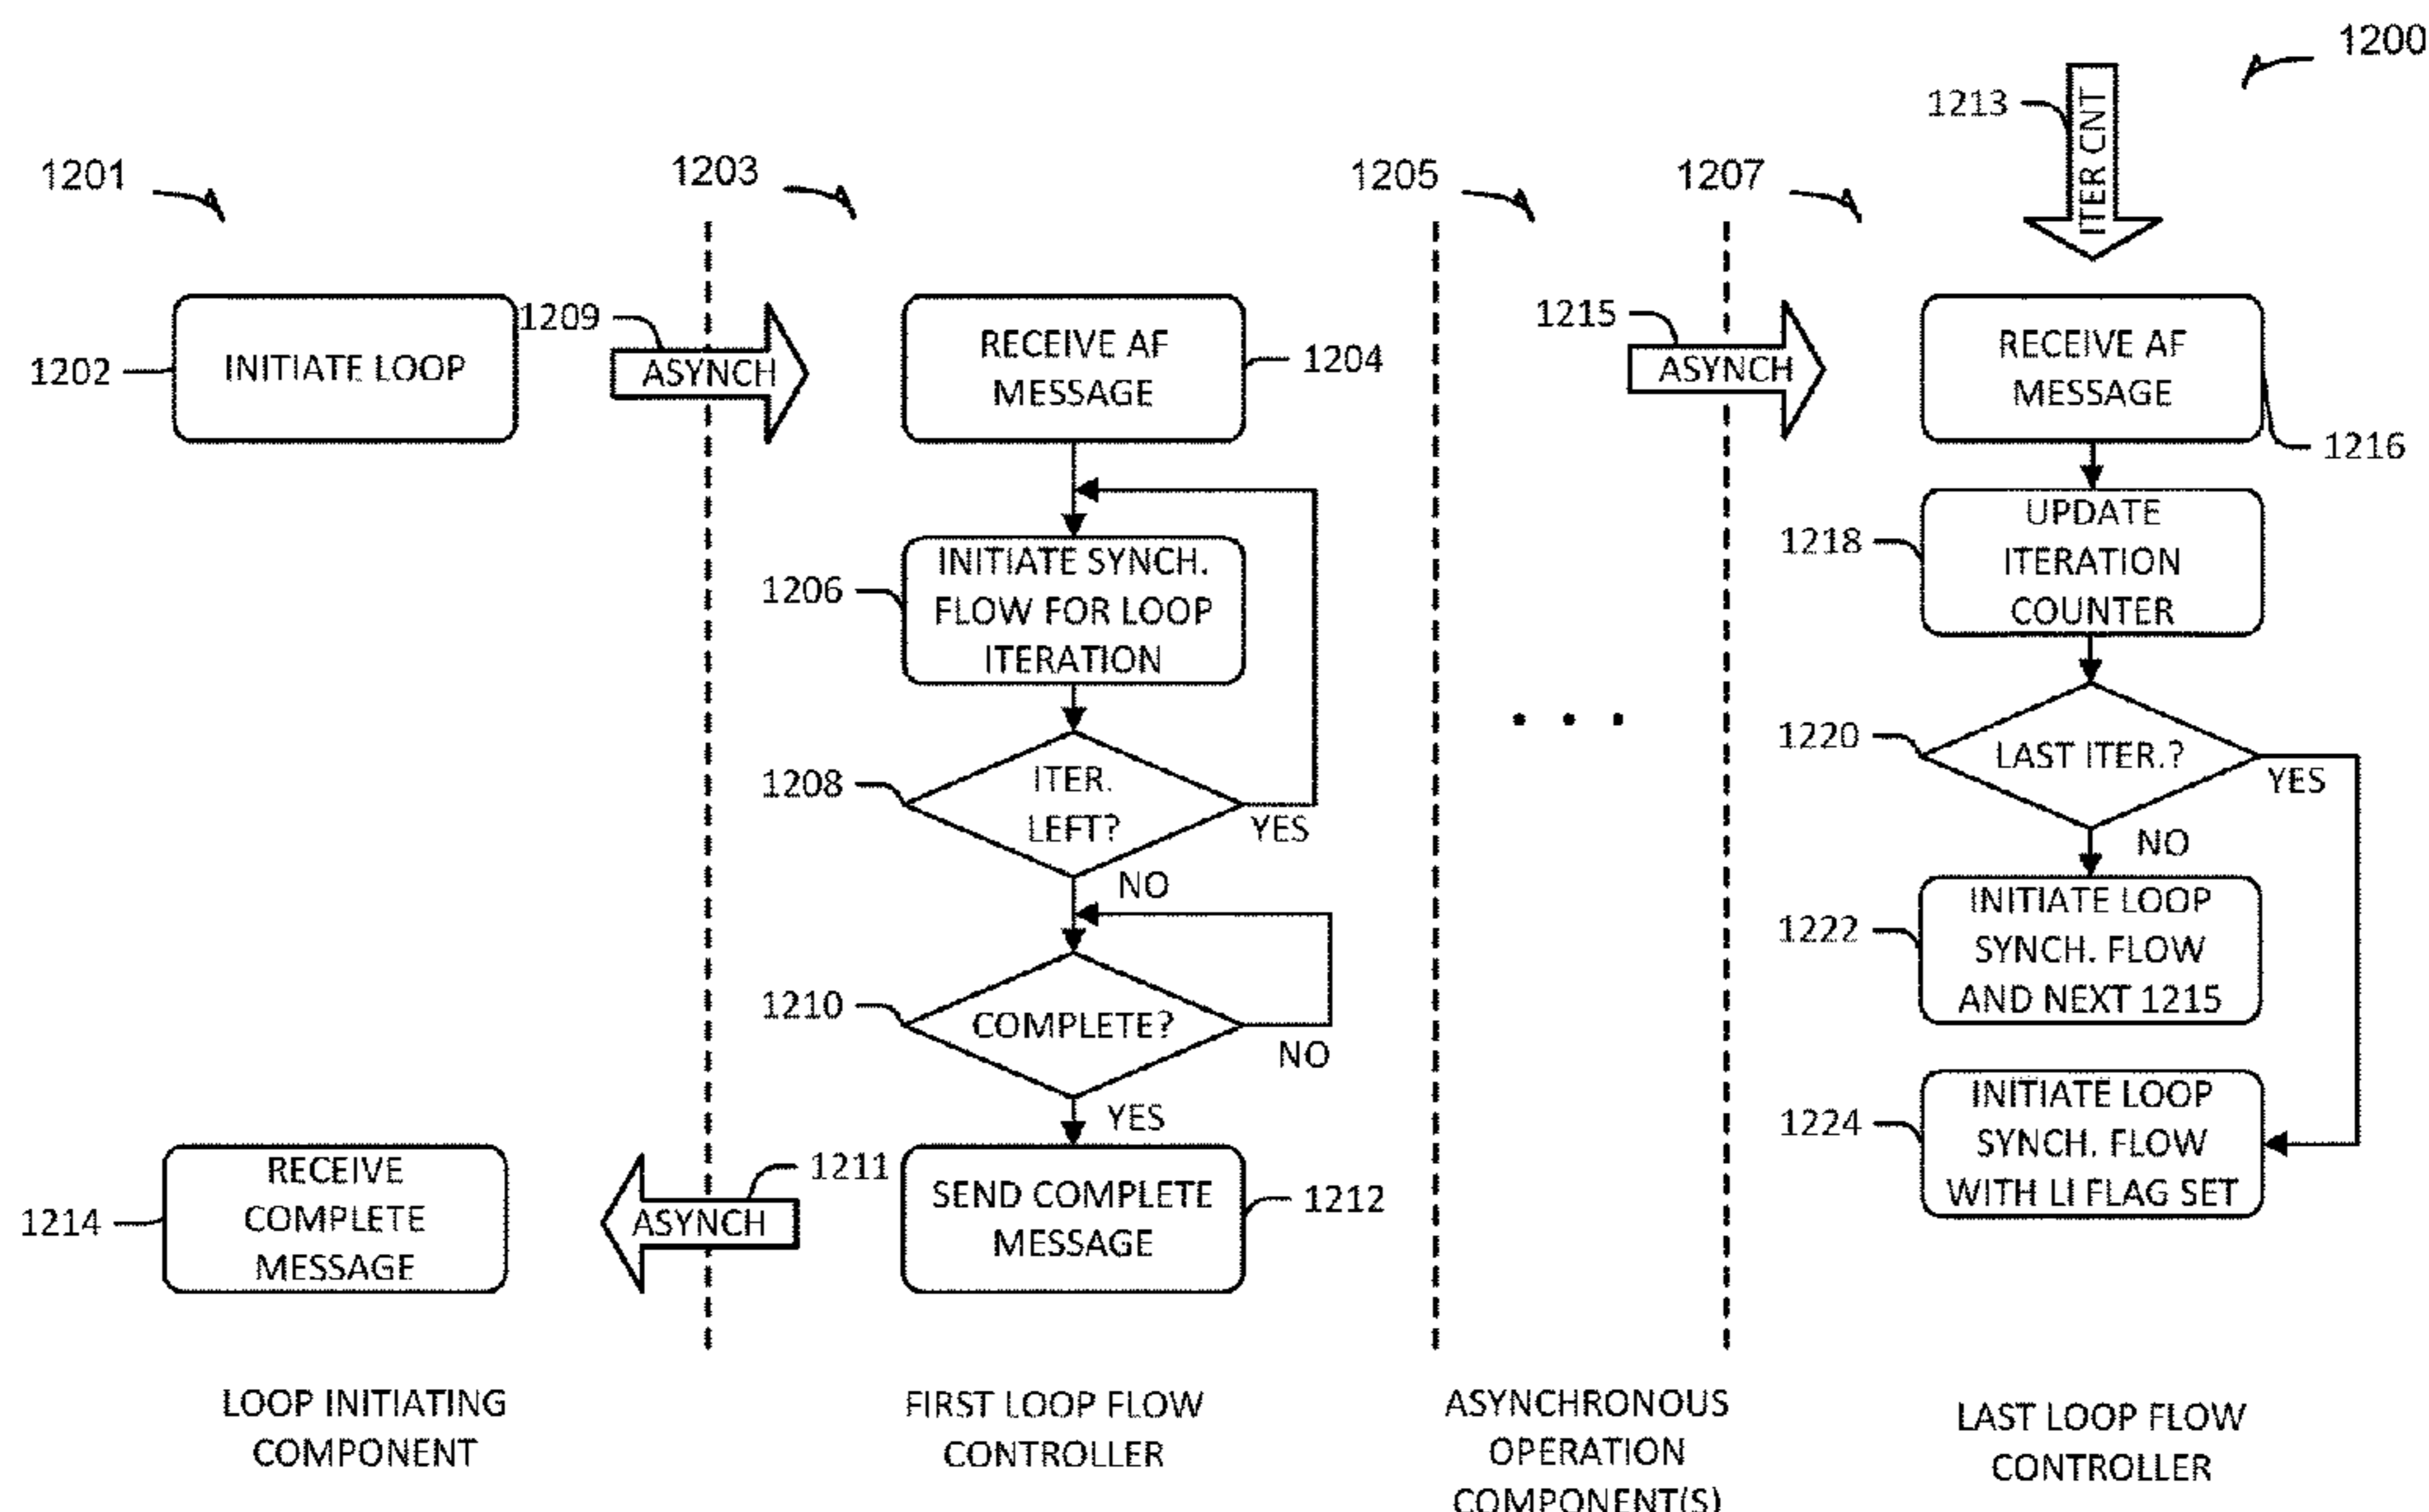 1200
1213
ITER CNT
1201
1203
1205
1207
1202
INITIATE LOOP
1209
ASYNCH
RECEIVE AF
MESSAGE
1204
1215
ASYNCH
RECEIVE AF
MESSAGE
1216
1206
INITIATE SYNCH.
FLOW FOR LOOP
ITERATION
1218
UPDATE
ITERATION
COUNTER
1208
ITER.
LEFT?
YES
NO
. . .
1220
LAST ITER.?
YES
NO
1210
COMPLETE?
NO
YES
1222
INITIATE LOOP
SYNCH. FLOW
AND NEXT 1215
1214
RECEIVE
COMPLETE
MESSAGE
1211
ASYNCH
SEND COMPLETE
MESSAGE
1212
1224
INITIATE LOOP
SYNCH. FLOW
WITH LI FLAG SET
LOOP INITIATING
COMPONENT
FIRST LOOP FLOW
CONTROLLER
ASYNCHRONOUS
OPERATION
COMPONENT(S)
LAST LOOP FLOW
CONTROLLER